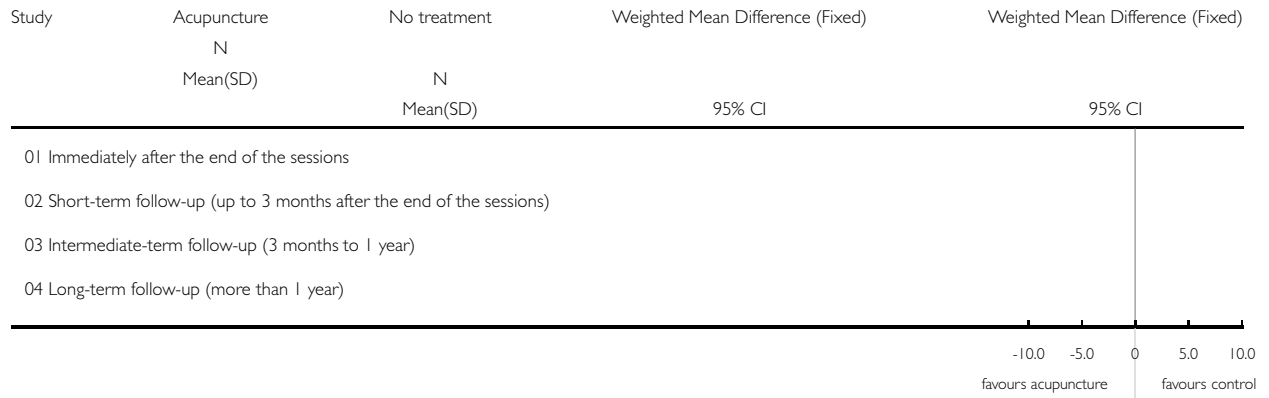 Study Acupuncture No treatment Weighted Mean Difference (Fixed) Weighted Mean Difference (Fixed)
N
Mean(SD) N
Mean(SD) 95% CI 95% CI
01 Immediately after the end of the sessions
02 Short-term follow-up (up to 3 months after the end of the sessions)
03 Intermediate-term follow-up (3 months to 1 year)
04 Long-term follow-up (more than 1 year)
-10.0 -5.0 0 5.0 10.0
favours acupuncture favours control